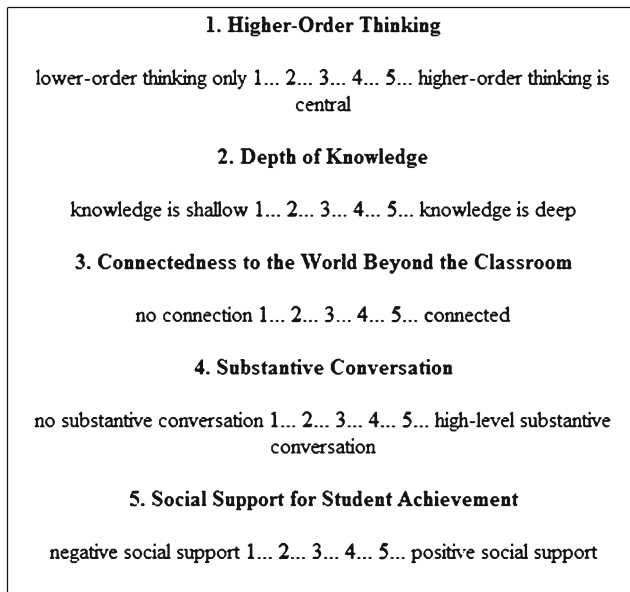 1. Higher-Order Thinking
lower-order thinking only 1... 2... 3... 4... 5... higher-order thinking is
central
2. Depth of Knowledge
knowledge is shallow 1... 2... 3... 4... 5... knowledge is deep
3. Connectedness to the World Beyond the Classroom
no connection 1... 2... 3... 4... 5... connected
4. Substantive Conversation
no substantive conversation 1... 2... 3... 4... 5... high-level substantive
conversation
5. Social Support for Student Achievement
negative social support 1... 2... 3... 4... 5... positive social support